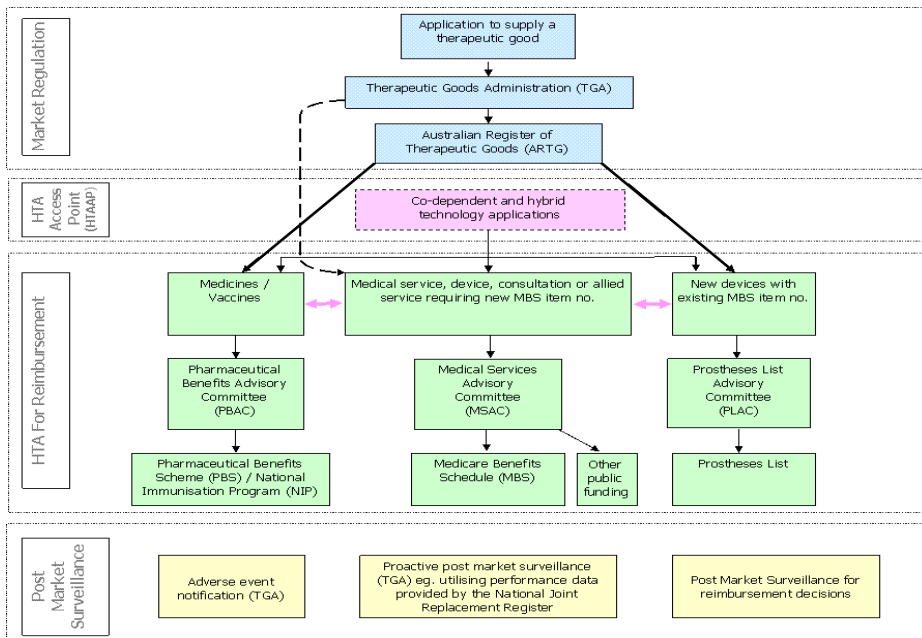 Market Regulation
Application to supply a
therapeutic good
Therapeutic Goods Administration (TGA)
Australian Register of
Therapeutic Goods (ARTG)
HTA
Access
Point
(HTAAP)
Co-dependent and hybrid
technology applications
HTA For Reimbursement
Medicines /
Vaccines
Medical service, device, consultation or allied
service requiring new MBS item no.
New devices with
existing MBS item no.
Pharmaceutical
Benefits Advisory
Committee
(PBAC)
Medical Services
Advisory
Committee
(MSAC)
Prostheses List
Advisory
Committee
(PLAC)
Pharmaceutical Benefits
Scheme (PBS) / National
Immunisation Program (NIP)
Medicare Benefits
Schedule (MBS)
Other
public
funding
Prostheses List
Post
Market
Surveillance
Adverse event
notification (TGA)
Proactive post market surveillance
(TGA) eg. utilising performance data
provided by the National Joint
Replacement Register
Post Market Surveillance for
reimbursement decisions